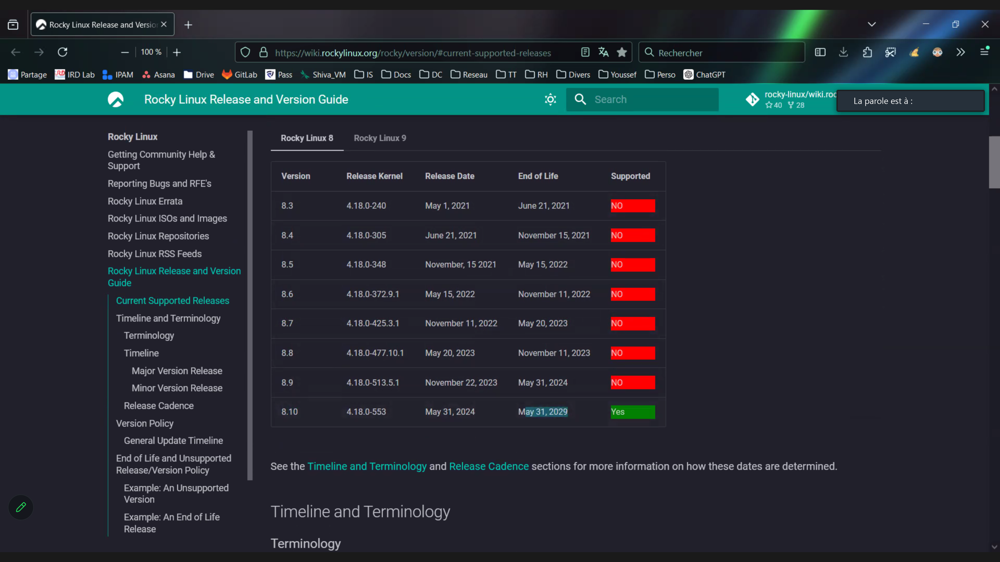 Rocky Linux Release and Versio
100 %
https://wiki.rockylinux.org/rocky/version/#current-supported-releases
Rechercher
Partage IRD Lab IPAM Asana Drive GitLab Pass Shiva_VM IS Docs DC Reseau TT RH Divers Youssef Perso ChatGPT
Rocky Linux Release and Version Guide
Search
rocky-linux/wiki.roc
40 28
La parole est à :
Rocky Linux
Getting Community Help &
Support
Reporting Bugs and RFE's
Rocky Linux Errata
Rocky Linux ISOs and Images
Rocky Linux Repositories
Rocky Linux RSS Feeds
Rocky Linux Release and Version
Guide
Current Supported Releases
Timeline and Terminology
Terminology
Timeline
Major Version Release
Minor Version Release
Release Cadence
Version Policy
General Update Timeline
End of Life and Unsupported
Release/Version Policy
Example: An Unsupported
Version
Example: An End of Life
Release
Rocky Linux 8 Rocky Linux 9
Version Release Kernel Release Date End of Life Supported
8.3 4.18.0-240 May 1, 2021 June 21, 2021 NO
8.4 4.18.0-305 June 21, 2021 November 15, 2021 NO
8.5 4.18.0-348 November, 15 2021 May 15, 2022 NO
8.6 4.18.0-372.9.1 May 15, 2022 November 11, 2022 NO
8.7 4.18.0-425.3.1 November 11, 2022 May 20, 2023 NO
8.8 4.18.0-477.10.1 May 20, 2023 November 11, 2023 NO
8.9 4.18.0-513.5.1 November 22, 2023 May 31, 2024 NO
8.10 4.18.0-553 May 31, 2024 May 31, 2029 Yes
See the Timeline and Terminology and Release Cadence sections for more information on how these dates are determined.
Timeline and Terminology
Terminology